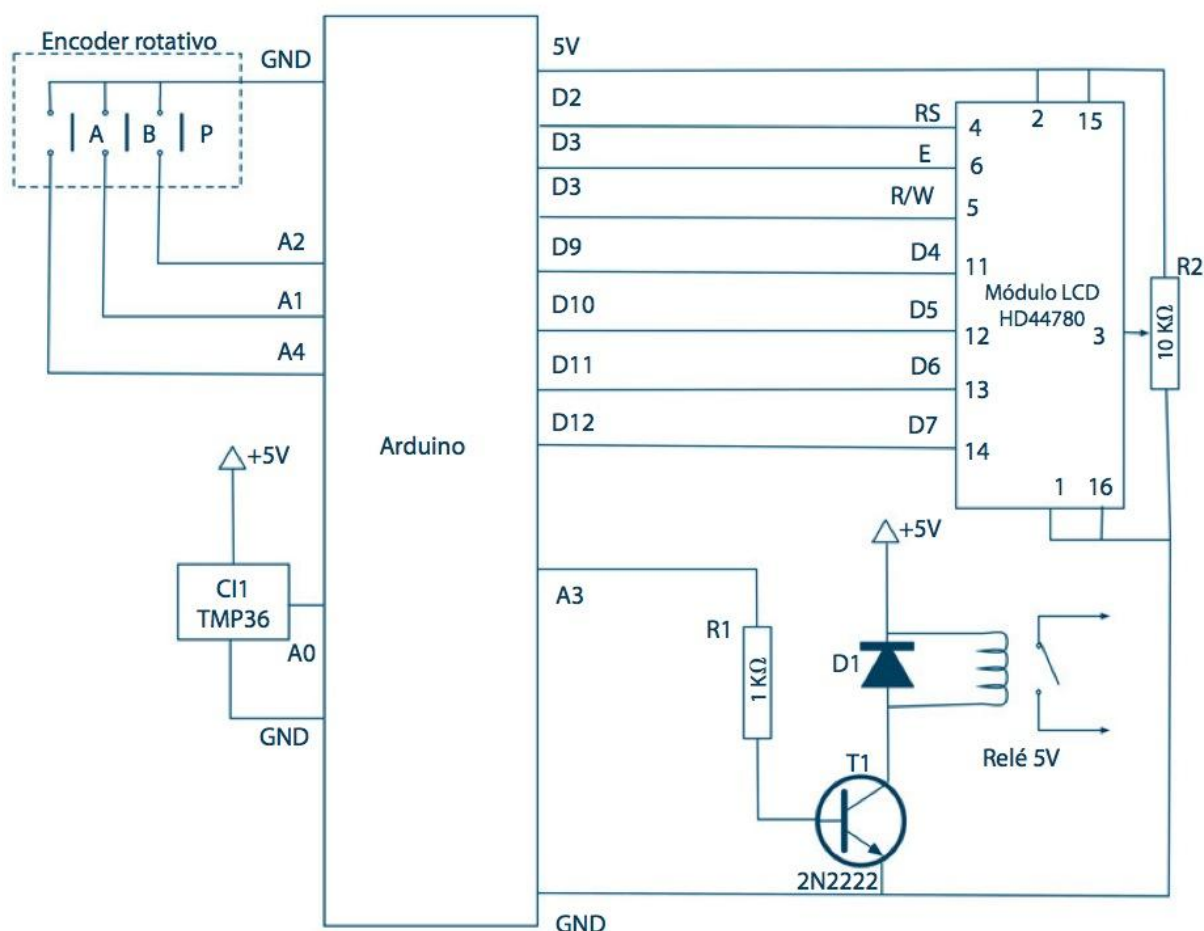 Encoder rotativo
GND
A
B
P
A2
A1
A4
+5V
CI1
TMP36
A0
GND
Arduino
5V
D2
RS
4
D3
E
6
D3
R/W
5
D9
D4
11
D10
D5
12
D11
D6
13
D12
D7
14
2
15
Módulo LCD
HD44780
3
1
16
R2
10 KΩ
A3
R1
1 KΩ
+5V
D1
Relé 5V
T1
2N2222
GND